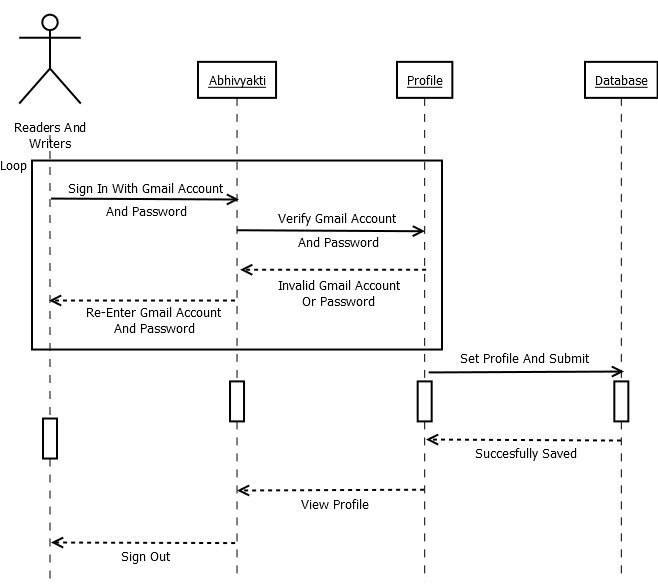 Abhivyakti
Profile
Database
Readers And
Writers
Loop
Sign In With Gmail Account
And Password
Verify Gmail Account
And Password
Invalid Gmail Account
Or Password
Re-Enter Gmail Account
And Password
Set Profile And Submit
Succesfully Saved
View Profile
Sign Out